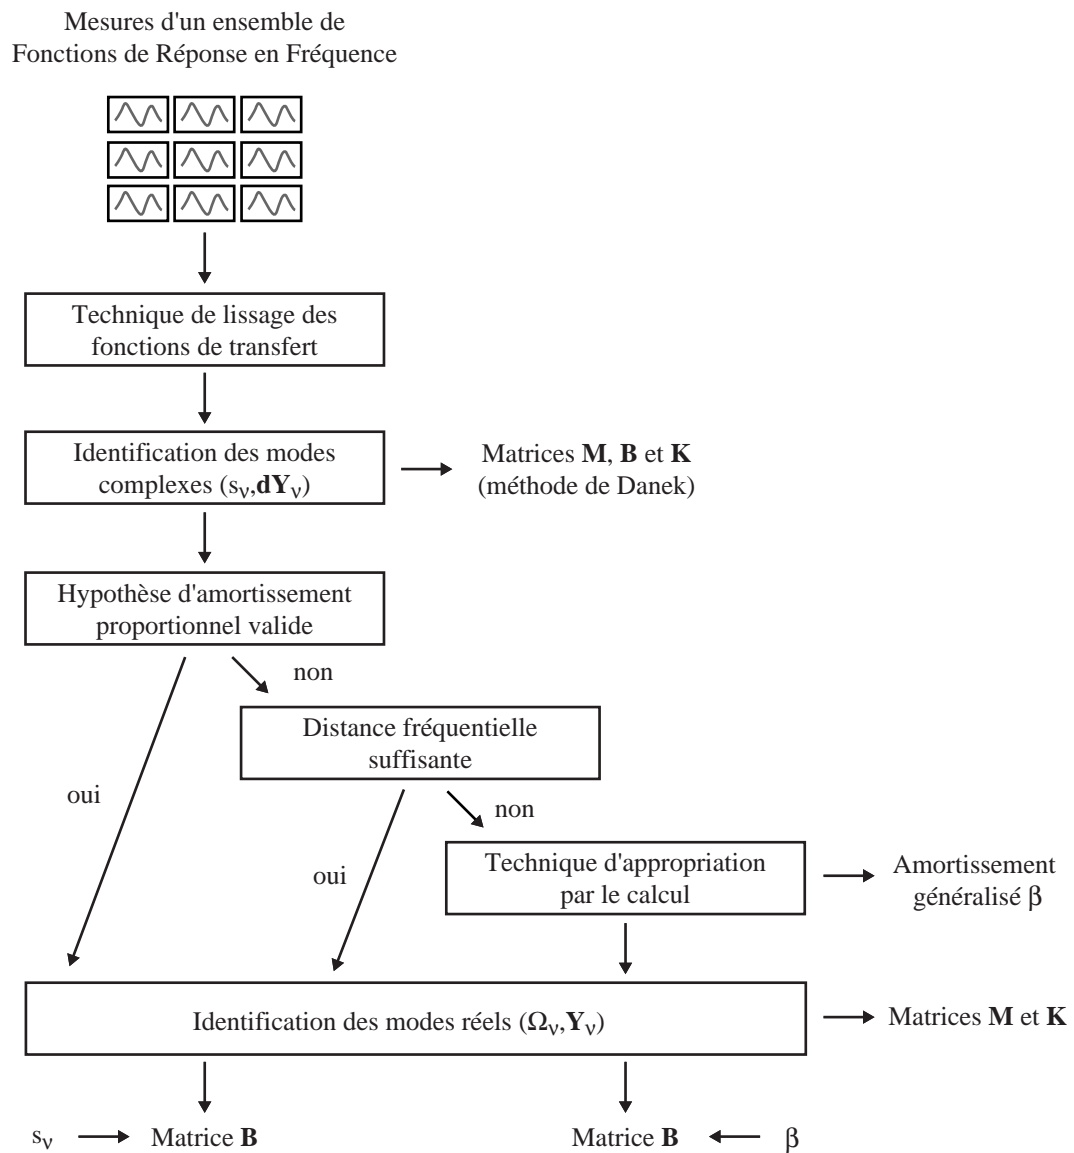 Mesures d'un ensemble de
Fonctions de Réponse en Fréquence
Technique de lissage des
fonctions de transfert
Identification des modes
complexes (sν,dYν)
Matrices M, B et K
(méthode de Danek)
Hypothèse d'amortissement
proportionnel valide
non
Distance fréquentielle
suffisante
oui
non
Technique d'appropriation
par le calcul
oui
Amortissement
généralisé β
Identification des modes réels (Ων,Yν)
Matrices M et K
sν
Matrice B
Matrice B
β